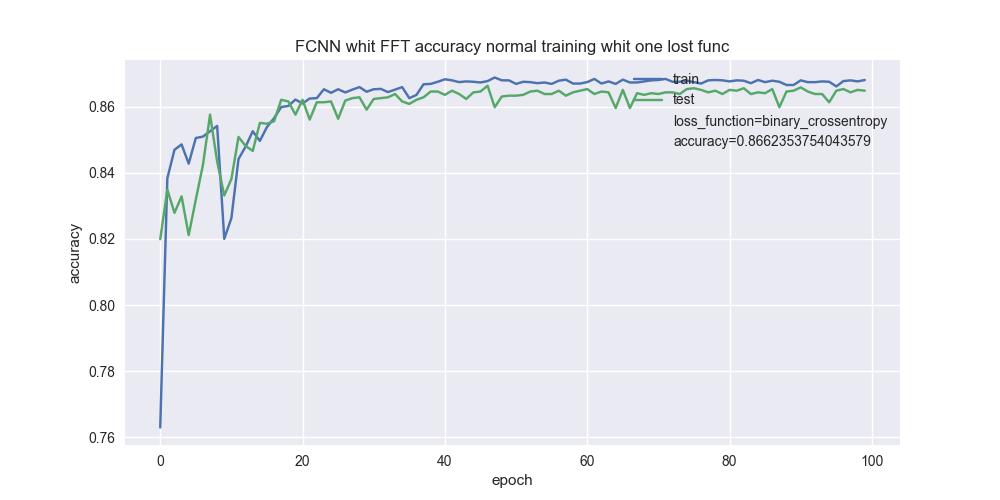 FCNN whit FFT accuracy normal training whit one lost func
train
test
loss_function=binary_crossentropy
accuracy=0.8662353754043579
accuracy
0.86
0.84
0.82
0.80
0.78
0.76
0 20 40 60 80 100
epoch